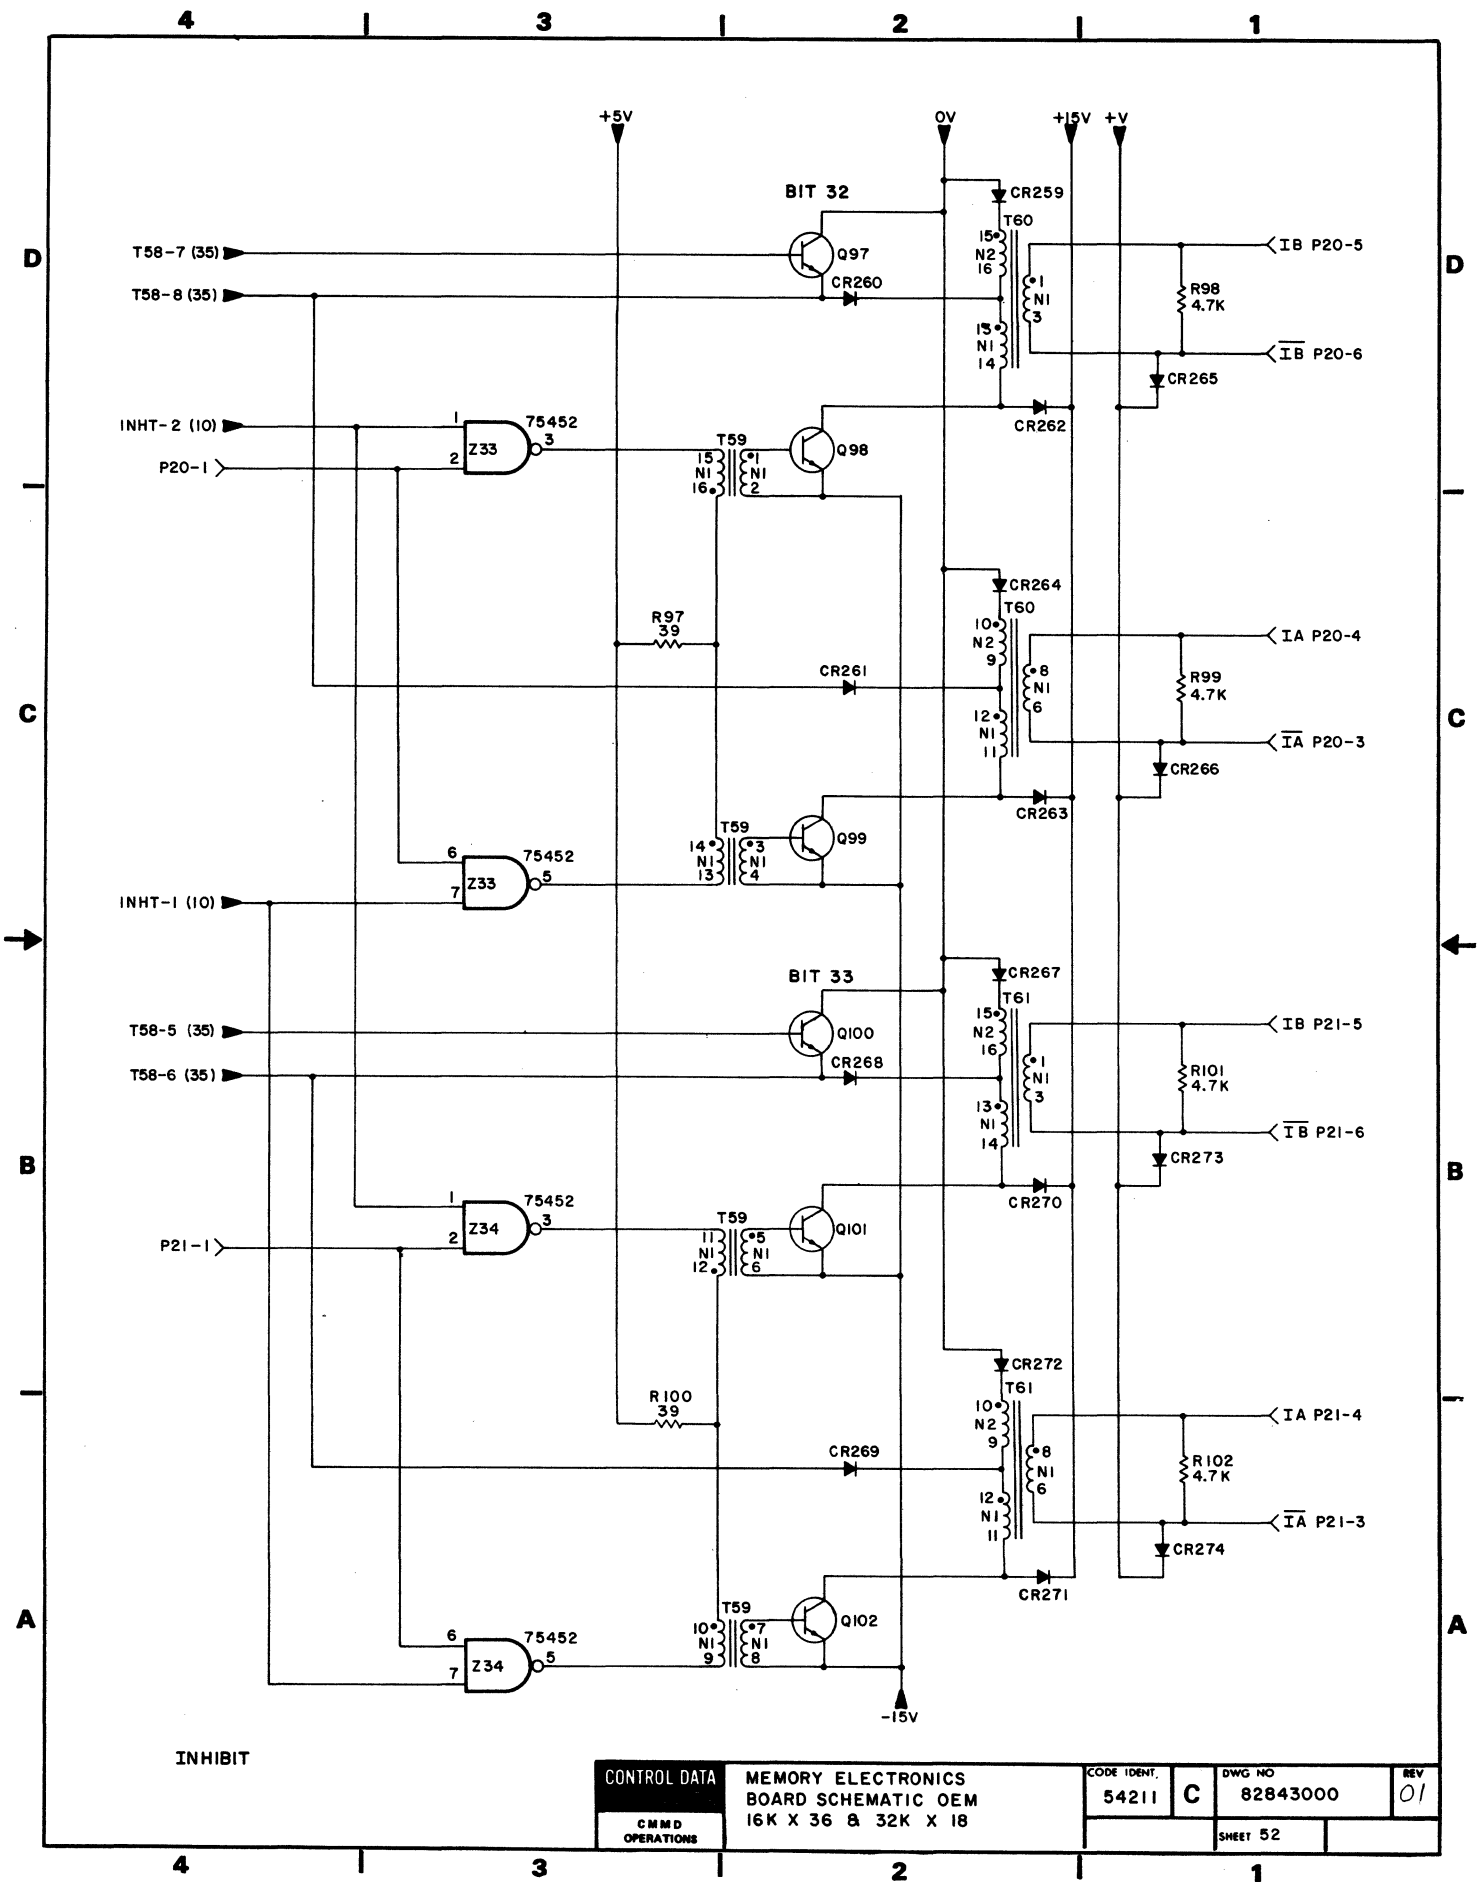 4 3 2 1
+5V 0V +15V +V
BIT 32
CR259
T60
D
T58-7 (35)
Q97
15
N2
16
IB P20-5
D
CR260
T58-8 (35)
1
N1
3
R98
4.7K
13
N1
14
IB P20-6
CR265
INHT-2 (10)
1
75452
Z33
3
2
P20-1
T59
15
N1
16
1
N1
2
Q98
CR262
CR264
T60
R97
39
10
N2
9
IA P20-4
CR261
8
N1
6
R99
4.7K
C
12
N1
11
C
IA P20-3
CR266
T59
14
N1
13
3
N1
4
Q99
CR263
6
75452
Z33
5
7
INHT-1 (10)
BIT 33
CR267
T61
T58-5 (35)
Q100
15
N2
16
IB P21-5
CR268
T58-6 (35)
1
N1
3
R101
4.7K
13
N1
14
IB P21-6
B
CR273
B
1
75452
Z34
3
2
P21-1
T59
11
N1
12
5
N1
6
Q101
CR270
CR272
T61
R100
39
10
N2
9
IA P21-4
CR269
8
N1
6
R102
4.7K
12
N1
11
IA P21-3
CR274
A
T59
10
N1
9
7
N1
8
Q102
CR271
A
6
75452
Z34
5
7
-15V
INHIBIT
CONTROL DATA
CMMD
OPERATIONS
MEMORY ELECTRONICS
BOARD SCHEMATIC OEM
16K X 36 & 32K X 18
CODE IDENT.
54211
C
DWG NO
82843000
REV
01
SHEET 52
4 3 2 1